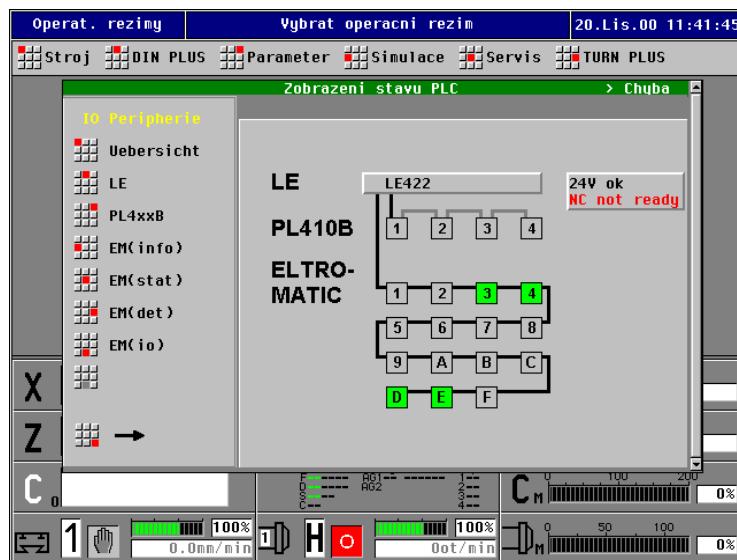 Operat. rezimy Vybrat operacni rezim 20.Lis.00 11:41:45
Stroj DIN PLUS Parameter Simulace Servis TURN PLUS
Zobrazeni stavu PLC > Chyba
IO Peripherie
Uebersicht
LE
PL4xxB
EM(info)
EM(stat)
EM(det)
EM(io)
LE LE422 24V ok
NC not ready
PL410B 1 2 3 4
ELTRO-
MATIC 1 2 3 4
5 6 7 8
9 A B C
D E F
X
Z
C 0
F
D
S
C--
AG1-- ------
AG2
1--
2--
3--
4--
C M 0 100 200 0%
1 100%
0.0mm/min
1 H 100%
0ot/min
M 0 50 100 0%